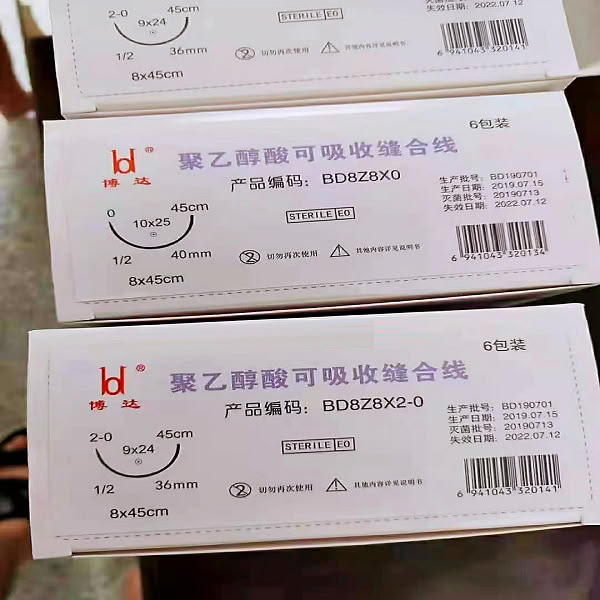 2-0 45cm
9x24
1/2 36mm
8x45cm
STERILE EO
切勿再次使用
其他内容详见说明书
失效日期：2022.07.12
6 941043 320141
6包装
bd®
博达
聚乙醇酸可吸收缝合线
产品编码：BD8Z8X0
生产批号：BD190701
生产日期：2019.07.15
灭菌批号：20190713
失效日期：2022.07.12
0 45cm
10x25
1/2 40mm
8x45cm
STERILE EO
2 切勿再次使用
其他内容详见说明书
6 941043 320134
6包装
bd®
博达
聚乙醇酸可吸收缝合线
产品编码：BD8Z8X2-0
生产批号：BD190701
生产日期：2019.07.15
灭菌批号：20190713
失效日期：2022.07.12
2-0 45cm
9x24
1/2 36mm
8x45cm
STERILE EO
2 切勿再次使用
其他内容详见说明书
6 941043 320141